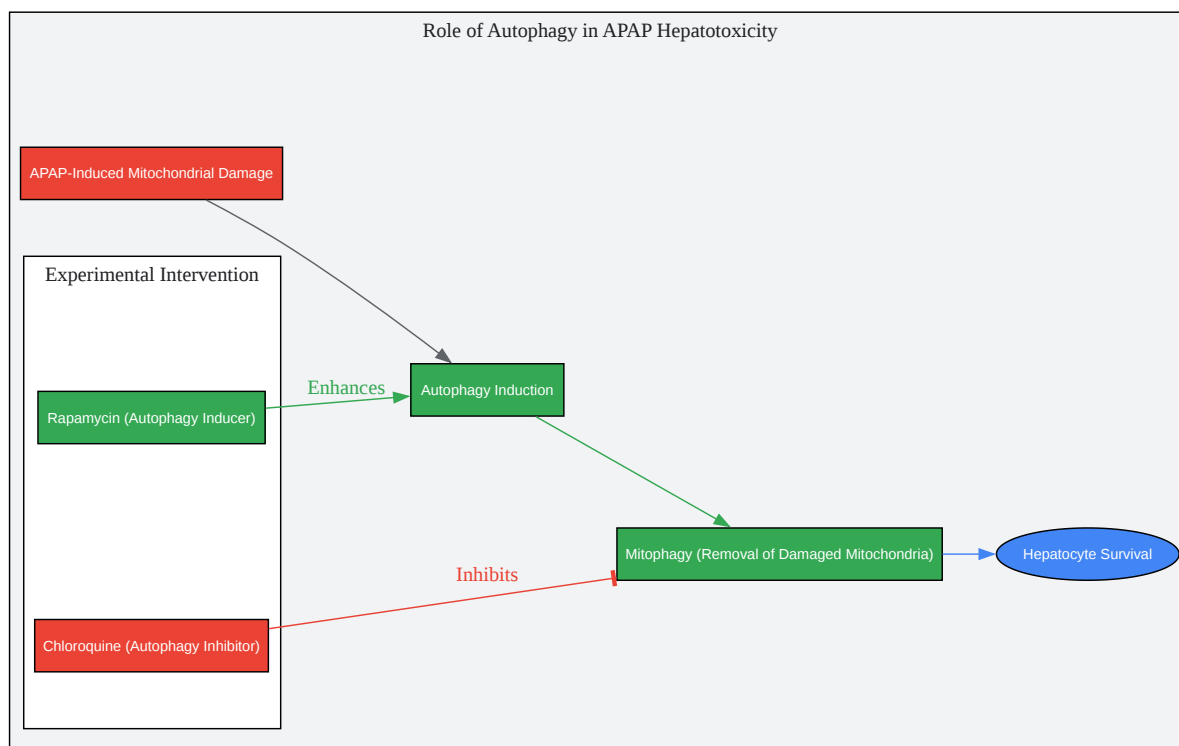 Role of Autophagy in APAP Hepatotoxicity
APAP-Induced Mitochondrial Damage
Experimental Intervention
Enhances
Autophagy Induction
Rapamycin (Autophagy Inducer)
Mitophagy (Removal of Damaged Mitochondria)
Hepatocyte Survival
Inhibits
Chloroquine (Autophagy Inhibitor)